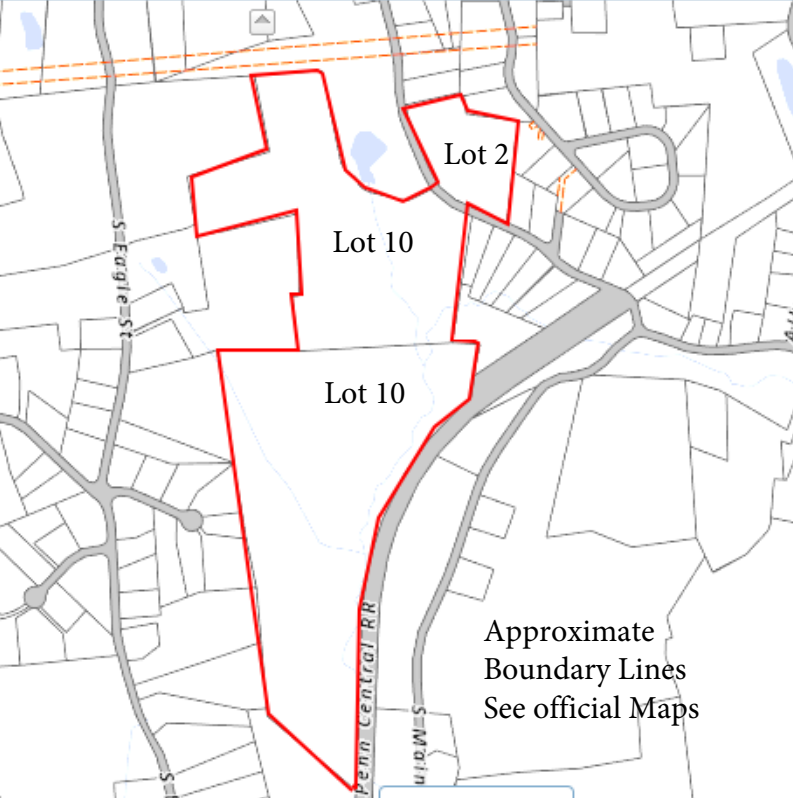 Lot 2
Lot 10
S Eagle St
Lot 10
Penn Central RR
Approximate
Boundary Lines
See official Maps
S Main